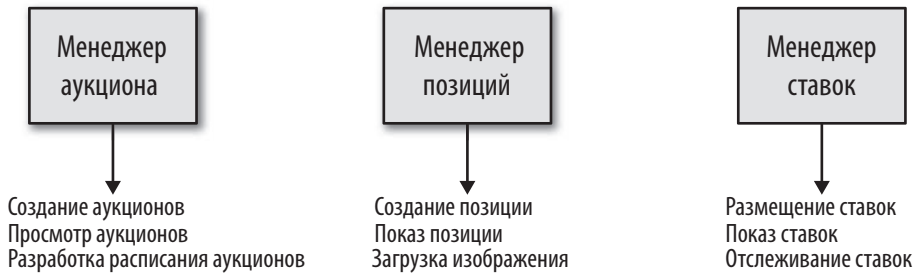 Менеджер
аукциона
Создание аукционов
Просмотр аукционов
Разработка расписания аукционов
Менеджер
позиций
Создание позиции
Показ позиции
Загрузка изображения
Менеджер
ставок
Размещение ставок
Показ ставок
Отслеживание ставок